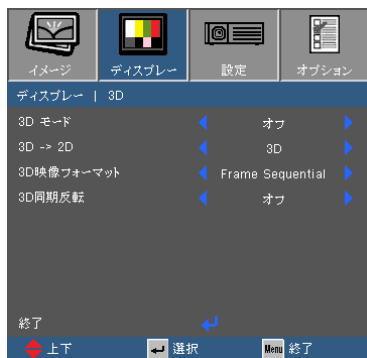 イメージ ディスプレー 設定 オプション
ディスプレー | 3D
3D モード オフ
3D -> 2D 3D
3D映像フォーマット Frame Sequential
3D同期反転 オフ
終了
上下 選択 Menu 終了